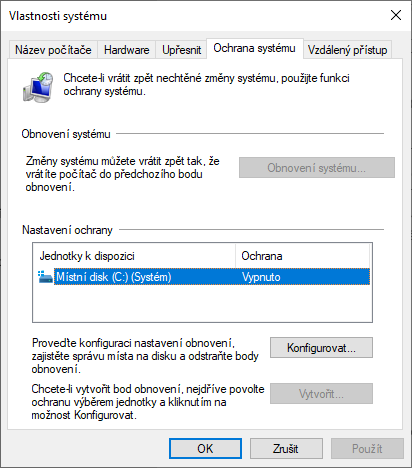 Vlastnosti systému
Název počítače Hardware Upřesnit Ochrana systému Vzdálený přístup
Chcete-li vrátit zpět nechtěné změny systému, použijte funkci
ochrany systému.
Obnovení systému
Změny systému můžete vrátit zpět tak, že
vrátíte počítač do předchozího bodu
obnovení.
Obnovení systému...
Nastavení ochrany
Jednotky k dispozici Ochrana
Místní disk (C:) (Systém) Vypnuto
Proveďte konfiguraci nastavení obnovení,
zajistěte správu místa na disku a odstraňte body
obnovení.
Konfigurovat...
Chcete-li vytvořit bod obnovení, nejdříve povolte
ochranu výběrem jednotky a kliknutím na
možnost Konfigurovat.
Vytvořit...
OK Zrušit Použít